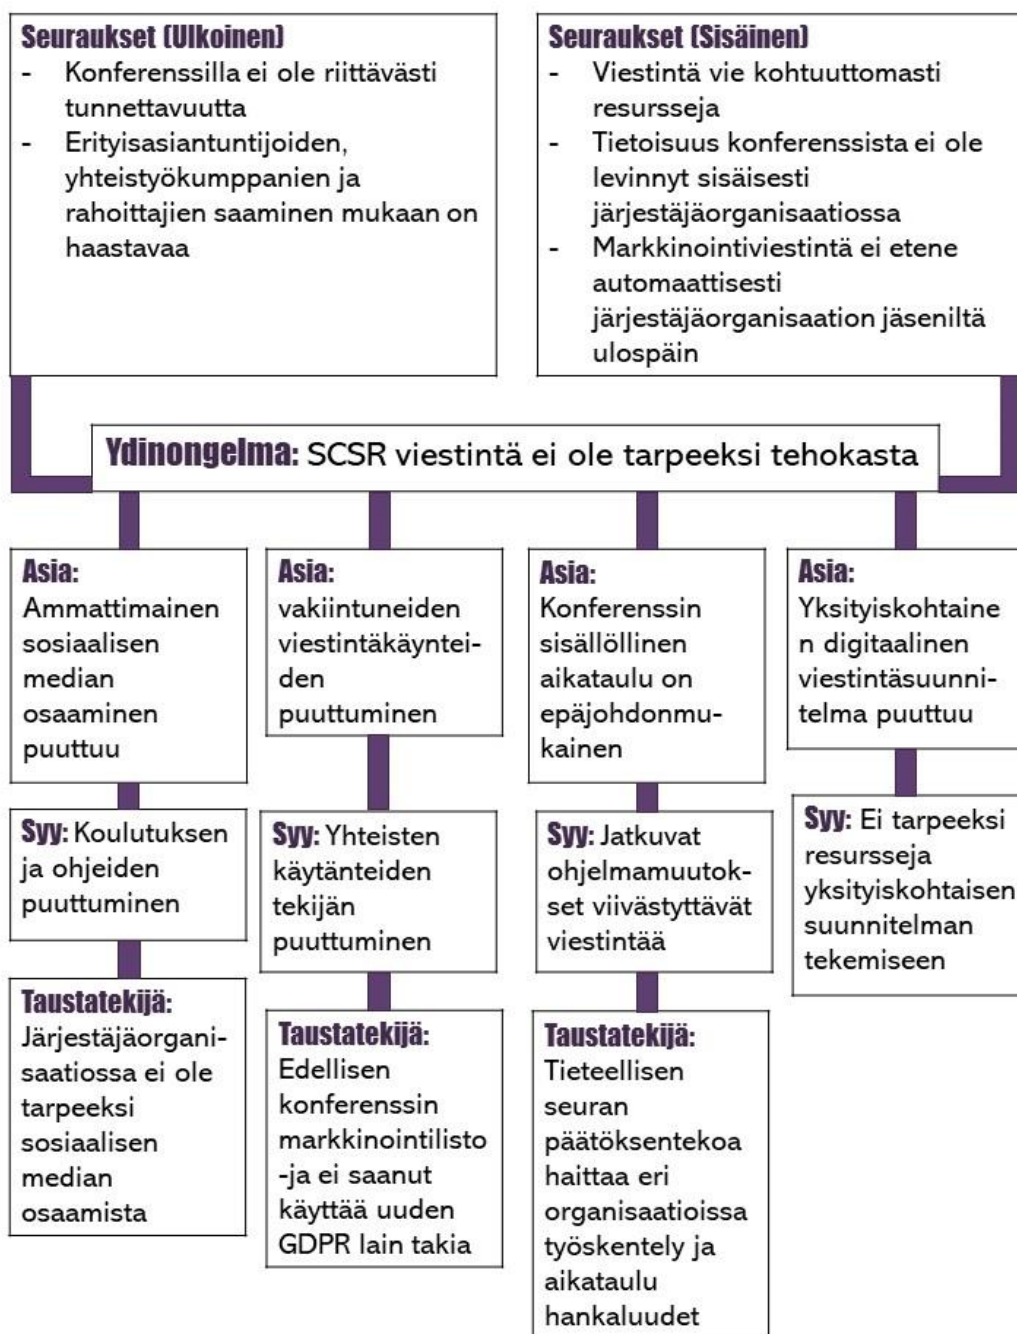 Seuraukset (Ulkoinen)
- Konferenssilla ei ole riittävästi
tunnettavuutta
- Erityisasiantuntijoiden,
yhteistyökumppanien ja
rahoittajien saaminen mukaan on
haastavaa
Seuraukset (Sisäinen)
- Viestintä vie kohtuuttomasti
resursseja
- Tietoisuus konferenssista ei ole
levinnyt sisäisesti
järjestäjäorganisaatiossa
- Markkinointiviestintä ei etene
automaattisesti
järjestäjäorganisaation jäseniltä
ulospäin
Ydinongelma: SCSR viestintä ei ole tarpeeksi tehokasta
Asia:
Ammattimainen
sosiaalisen
median
osaaminen
puuttuu
Syy: Koulutuksen
ja ohjeiden
puuttuminen
Taustatekijä:
Järjestäjäorgani-
saatiossa ei ole
tarpeeksi
sosiaalisen
median
osaamista
Asia:
vakiintuneiden
viestintäkäyntei-
den
puuttuminen
Syy: Yhteisten
käytänteiden
tekijän
puuttuminen
Taustatekijä:
Edellisen
konferenssin
markkinointilisto
-ja ei saanut
käyttää uuden
GDPR lain takia
Asia:
Konferenssin
sisällöllinen
aikataulu on
epäjohdonmu-
kainen
Syy: Jatkuvat
ohjelmamuutok-
set viivästyttävät
viestintää
Taustatekijä:
Tieteellisen
seuran
päätöksentekoa
haittaa eri
organisaatioissa
työskentely ja
aikataulu
hankaluudet
Asia:
Yksityiskohtaine
n digitaalinen
viestintäsuunni-
telma puuttuu
Syy: Ei tarpeeksi
resursseja
yksityiskohtaisen
suunnitelman
tekemiseen